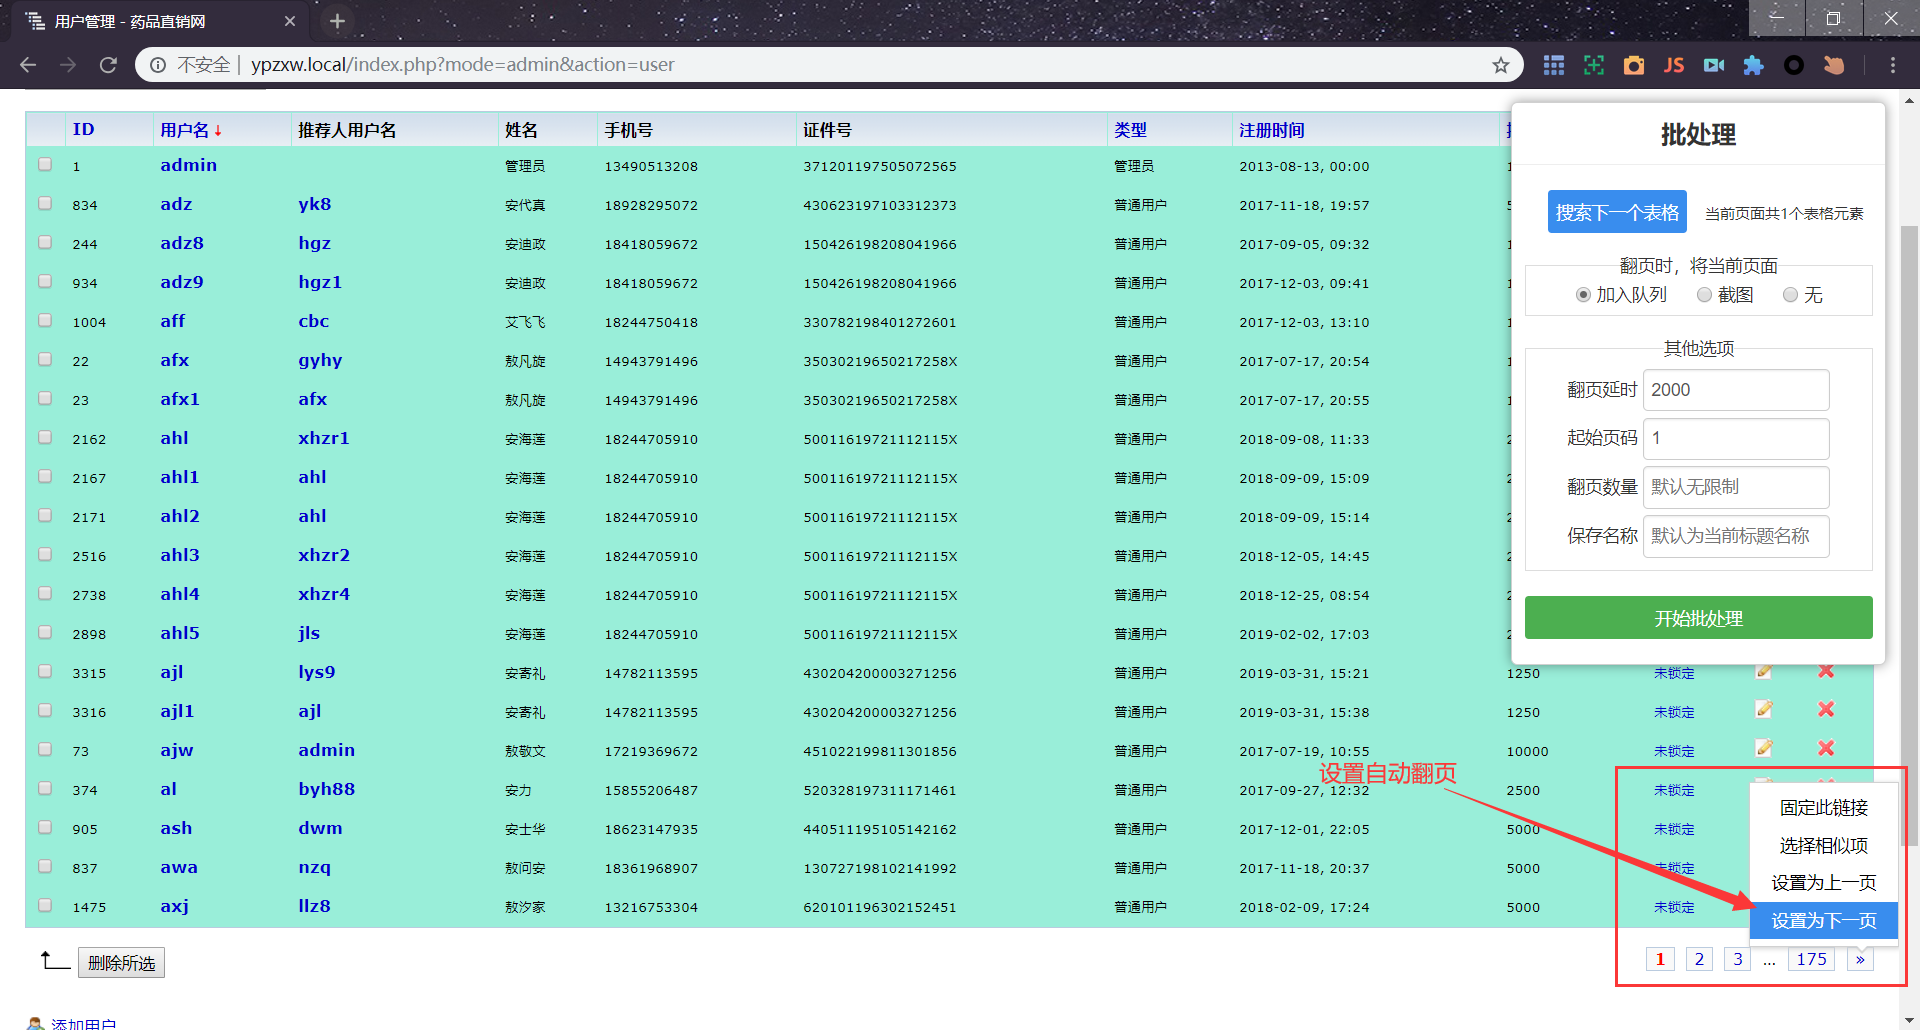 用户管理 - 药品直销网
不安全 | ypzxw.local/index.php?mode=admin&action=user
JS
ID 用户名 推荐人用户名 姓名 手机号 证件号 类型 注册时间
1 admin 管理员 13490513208 371201197505072565 管理员 2013-08-13, 00:00
834 adz yk8 安代真 18928295072 430623197103312373 普通用户 2017-11-18, 19:57
244 adz8 hgz 安迪政 18418059672 150426198208041966 普通用户 2017-09-05, 09:32
934 adz9 hgz1 安迪政 18418059672 150426198208041966 普通用户 2017-12-03, 09:41
1004 aff cbc 艾飞飞 18244750418 330782198401272601 普通用户 2017-12-03, 13:10
22 afx gyhy 敖凡旋 14943791496 35030219650217258X 普通用户 2017-07-17, 20:54
23 afx1 afx 敖凡旋 14943791496 35030219650217258X 普通用户 2017-07-17, 20:55
2162 ahl xhzr1 安海莲 18244705910 50011619721112115X 普通用户 2018-09-08, 11:33
2167 ahl1 ahl 安海莲 18244705910 50011619721112115X 普通用户 2018-09-09, 15:09
2171 ahl2 ahl 安海莲 18244705910 50011619721112115X 普通用户 2018-09-09, 15:14
2516 ahl3 xhzr2 安海莲 18244705910 50011619721112115X 普通用户 2018-12-05, 14:45
2738 ahl4 xhzr4 安海莲 18244705910 50011619721112115X 普通用户 2018-12-25, 08:54
2898 ahl5 jls 安海莲 18244705910 50011619721112115X 普通用户 2019-02-02, 17:03
3315 ajl lys9 安寄礼 14782113595 430204200003271256 普通用户 2019-03-31, 15:21 1250 未锁定
3316 ajl1 ajl 安寄礼 14782113595 430204200003271256 普通用户 2019-03-31, 15:38 1250 未锁定
73 ajw admin 敖敬文 17219369672 451022199811301856 普通用户 2017-07-19, 10:55 10000 未锁定
374 al byh88 安力 15855206487 520328197311171461 普通用户 2017-09-27, 12:32 2500 未锁定
905 ash dwm 安士华 18623147935 440511195105142162 普通用户 2017-12-01, 22:05 5000 未锁定
837 awa nzq 敖问安 18361968907 130727198102141992 普通用户 2017-11-18, 20:37 5000 未锁定
1475 axj llz8 敖汐家 13216753304 620101196302152451 普通用户 2018-02-09, 17:24 5000 未锁定
删除所选
1 2 3 ... 175 »
添加用户
批处理
搜索下一个表格 当前页面共1个表格元素
翻页时，将当前页面
加入队列 截图 无
其他选项
翻页延时 2000
起始页码 1
翻页数量 默认无限制
保存名称 默认为当前标题名称
开始批处理
设置自动翻页
固定此链接
选择相似项
设置为上一页
设置为下一页